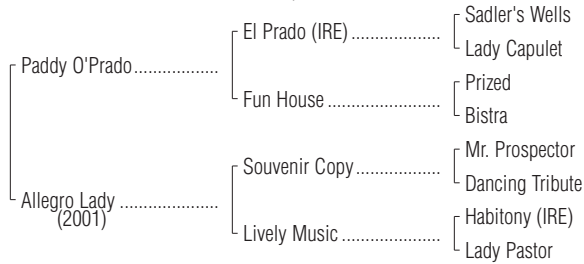 Sadler's Wells
El Prado (IRE)....................
Lady Capulet
Paddy O'Prado..................
Prized
Fun House.........................
Bistra
Mr. Prospector
Souvenir Copy..................
Dancing Tribute
Allegro Lady.....................
(2001)
Habitony (IRE)
Lively Music.....................
Lady Pastor